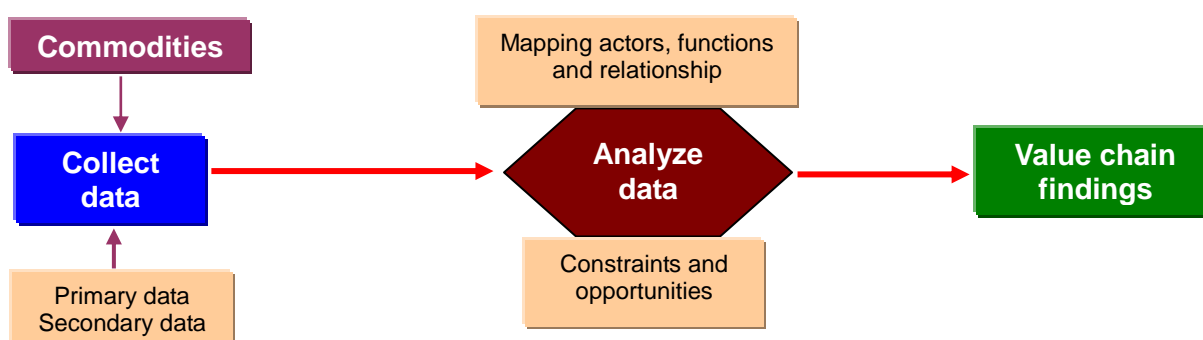 Commodities
Collect
data
Primary data
Secondary data
Mapping actors, functions
and relationship
Analyze
data
Constraints and
opportunities
Value chain
findings